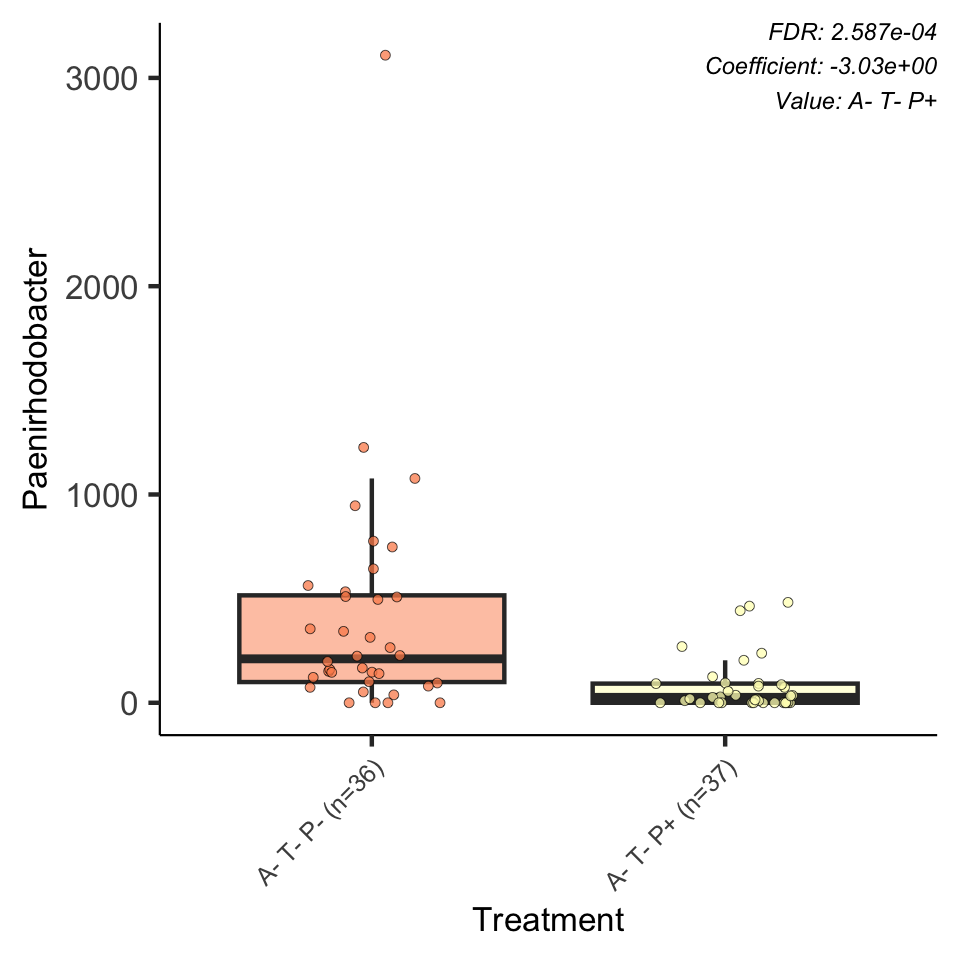 FDR: 2.587e-04
Coefficient: -3.03e+00
Value: A- T- P+
Paenirhodobacter
3000
2000
1000
0
A- T- P- (n=36)
A- T- P+ (n=37)
Treatment